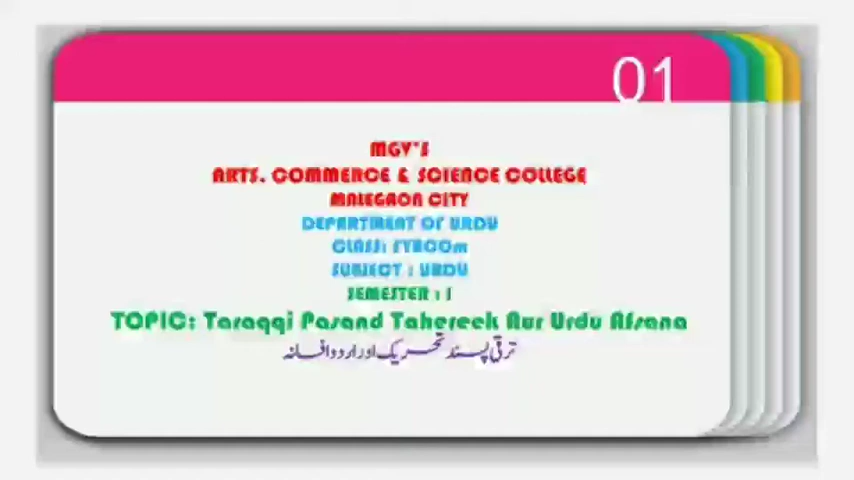 01
MGV'S
ARTS, COMMERCE & SCIENCE COLLEGE
MALEGAON CITY
DEPARTMENT OF URDU
CLASS: FYBCOm
SUBJECT : URDU
SEMESTER : I
TOPIC: Taraqqi Pasand Tahereek Aur Urdu Afsana
ترقی پسند تحریک اور اردو افسانہ